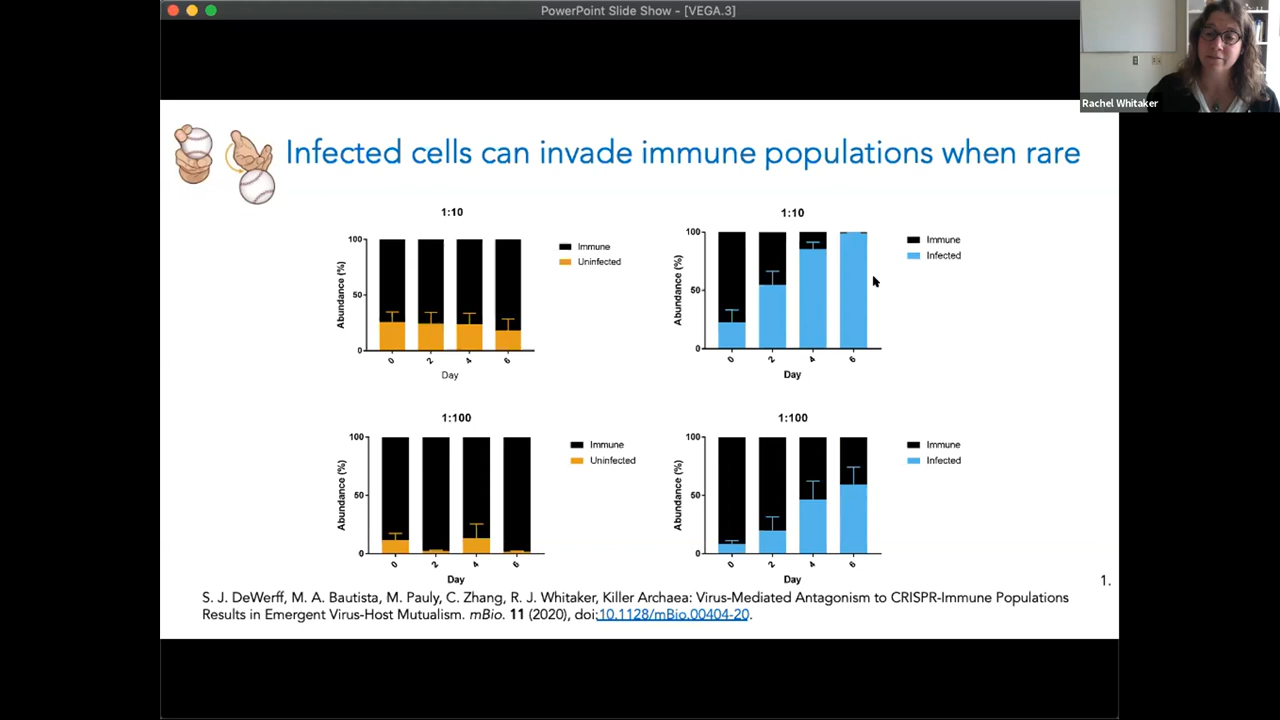 PowerPoint Slide Show - [VEGA.3]
Rachel Whitaker
Infected cells can invade immune populations when rare
1:10
Abundance (%)
100
50
0
0 2 4 6
Day
Immune
Uninfected
1:10
Abundance (%)
100
50
0
0 2 4 6
Day
Immune
Infected
1:100
Abundance (%)
100
50
0
0 2 4 6
Day
Immune
Uninfected
1:100
Abundance (%)
100
50
0
0 2 4 6
Day
Immune
Infected
1.
S. J. DeWerff, M. A. Bautista, M. Pauly, C. Zhang, R. J. Whitaker, Killer Archaea: Virus-Mediated Antagonism to CRISPR-Immune Populations
Results in Emergent Virus-Host Mutualism. mBio. 11 (2020), doi:10.1128/mBio.00404-20.